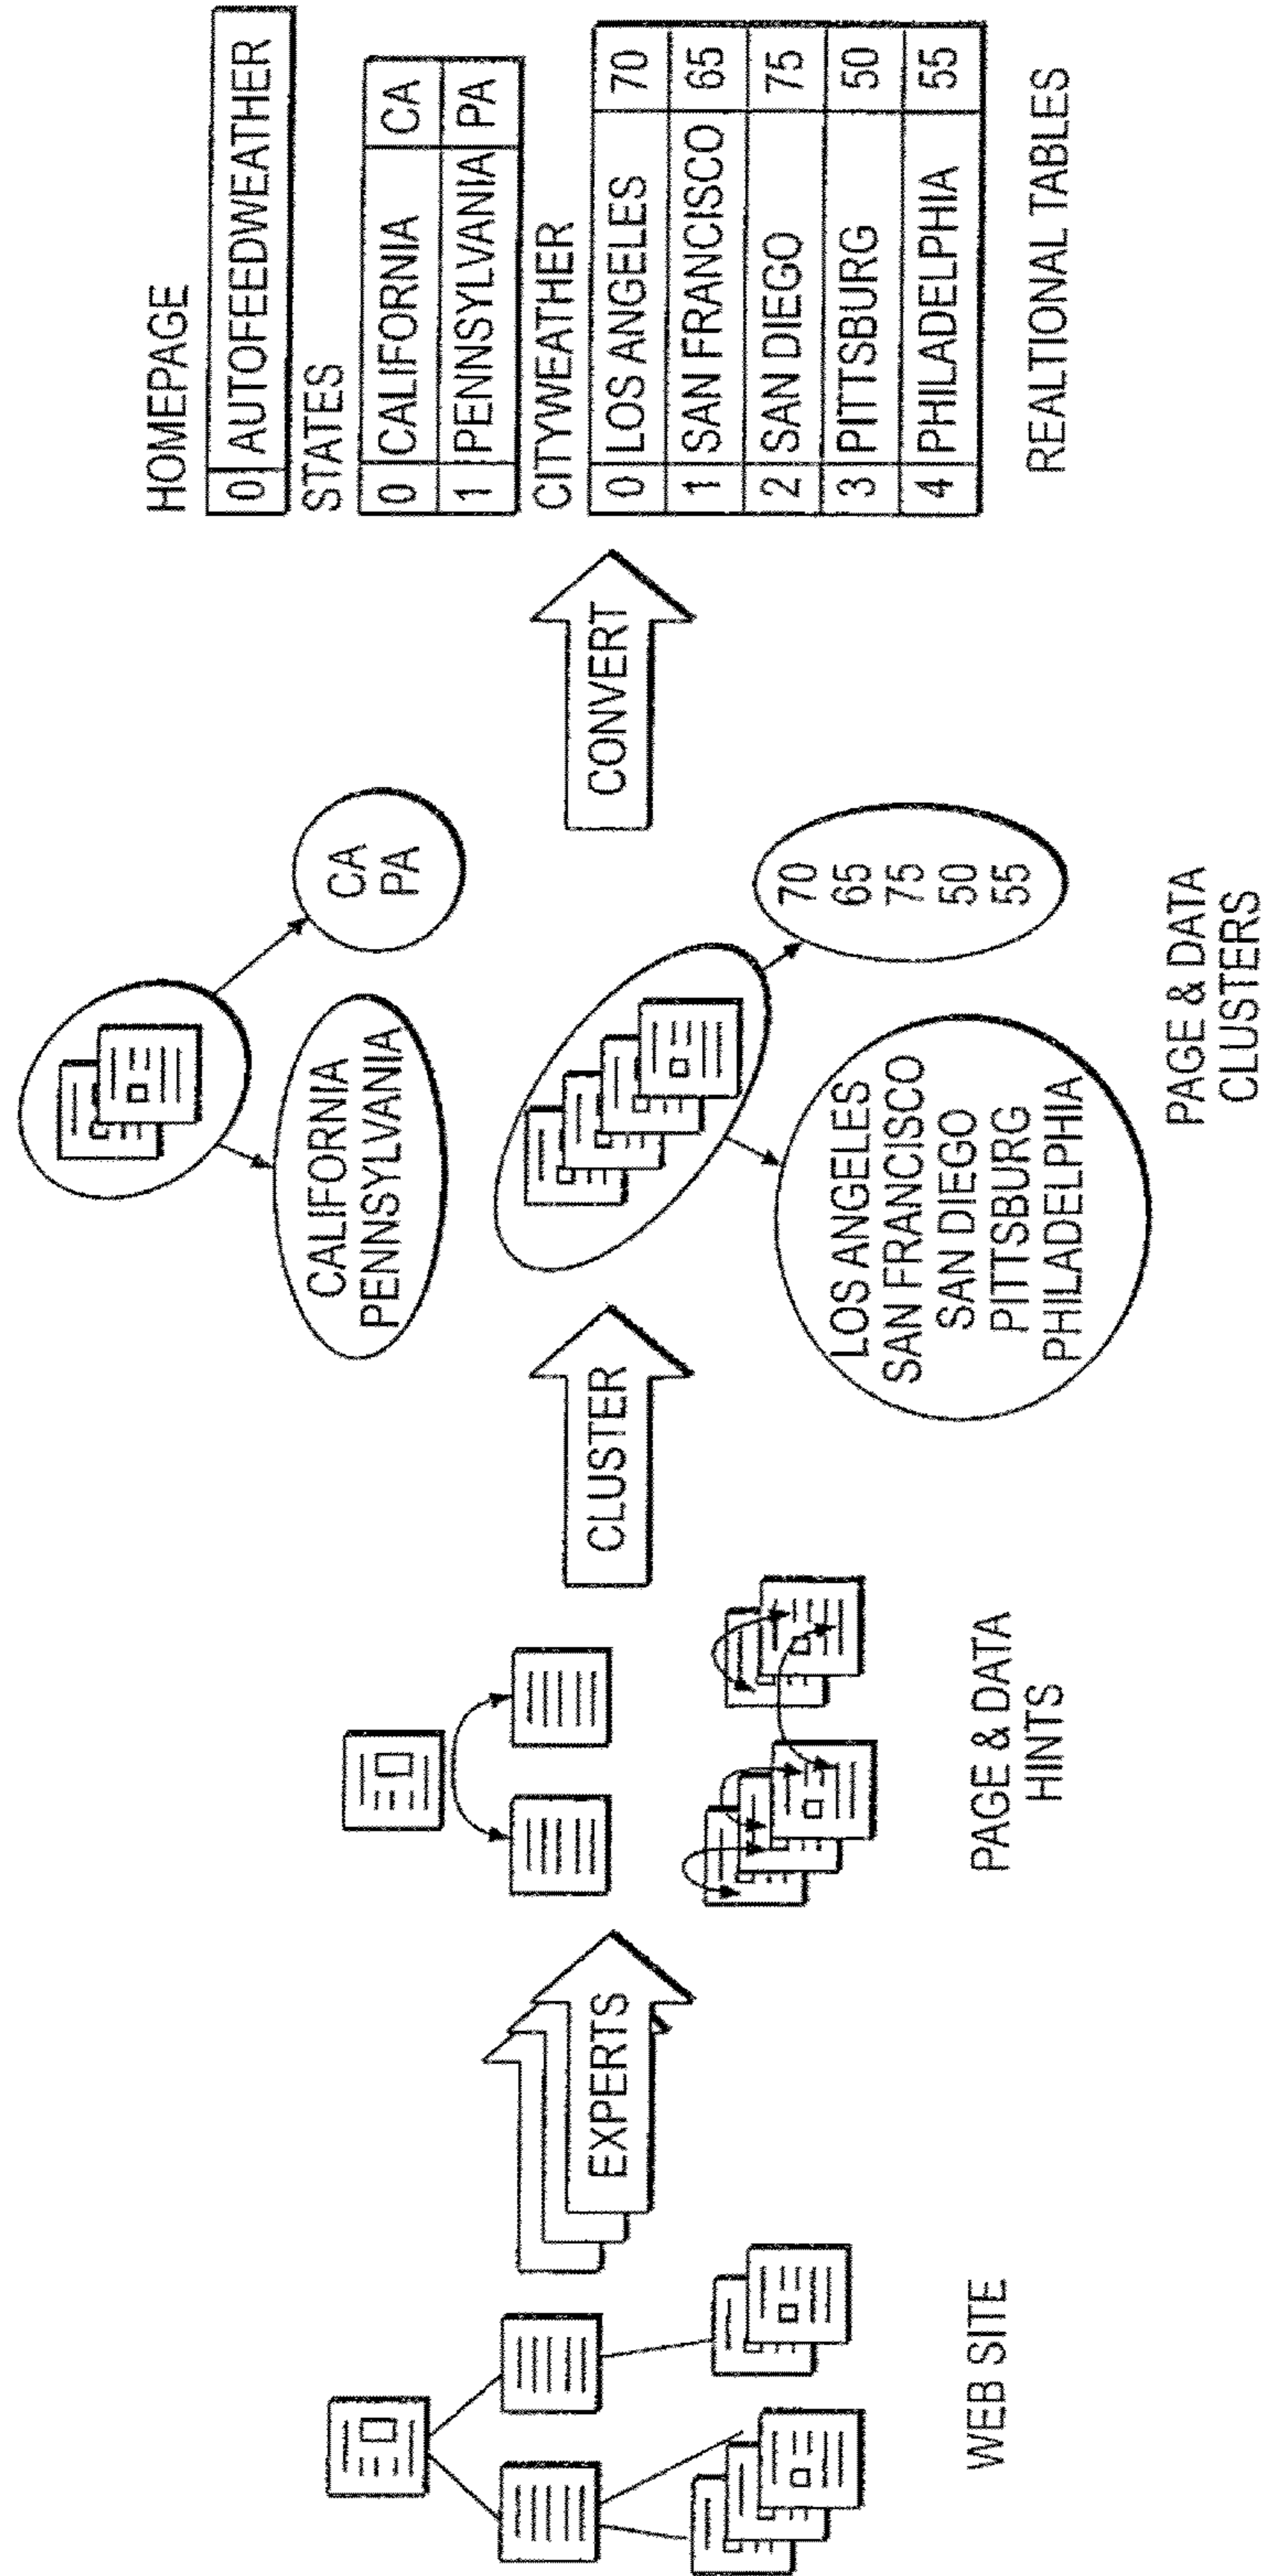 WEB SITE
EXPERTS
PAGE & DATA
HINTS
CLUSTER
CALIFORNIA
PENNSYLVANIA
CA
PA
LOS ANGELES
SAN FRANCISCO
SAN DIEGO
PITTSBURG
PHILADELPHIA
70
65
75
50
55
PAGE & DATA
CLUSTERS
CONVERT
HOMEPAGE
0 AUTOFEEDWEATHER
STATES
0 CALIFORNIA CA
1 PENNSYLVANIA PA
CITYWEATHER
0 LOS ANGELES 70
1 SAN FRANCISCO 65
2 SAN DIEGO 75
3 PITTSBURG 50
4 PHILADELPHIA 55
REALTIONAL TABLES